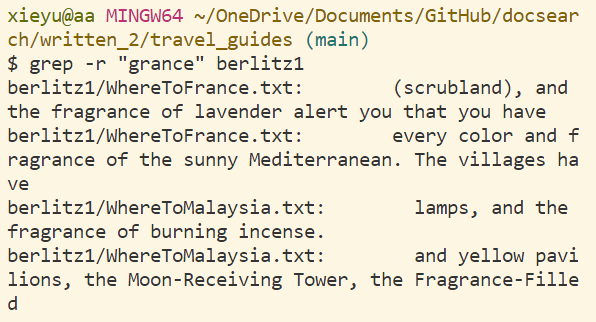 xieyu@aa MINGW64 ~/OneDrive/Documents/GitHub/docsear
ch/written_2/travel_guides (main)
$ grep -r "grance" berlitz1
berlitz1/WhereToFrance.txt:        (scrubland), and
the fragrance of lavender alert you that you have
berlitz1/WhereToFrance.txt:        every color and f
ragrance of the sunny Mediterranean. The villages ha
ve
berlitz1/WhereToMalaysia.txt:        lamps, and the
fragrance of burning incense.
berlitz1/WhereToMalaysia.txt:        and yellow pavi
lions, the Moon-Receiving Tower, the Fragrance-Fille
d